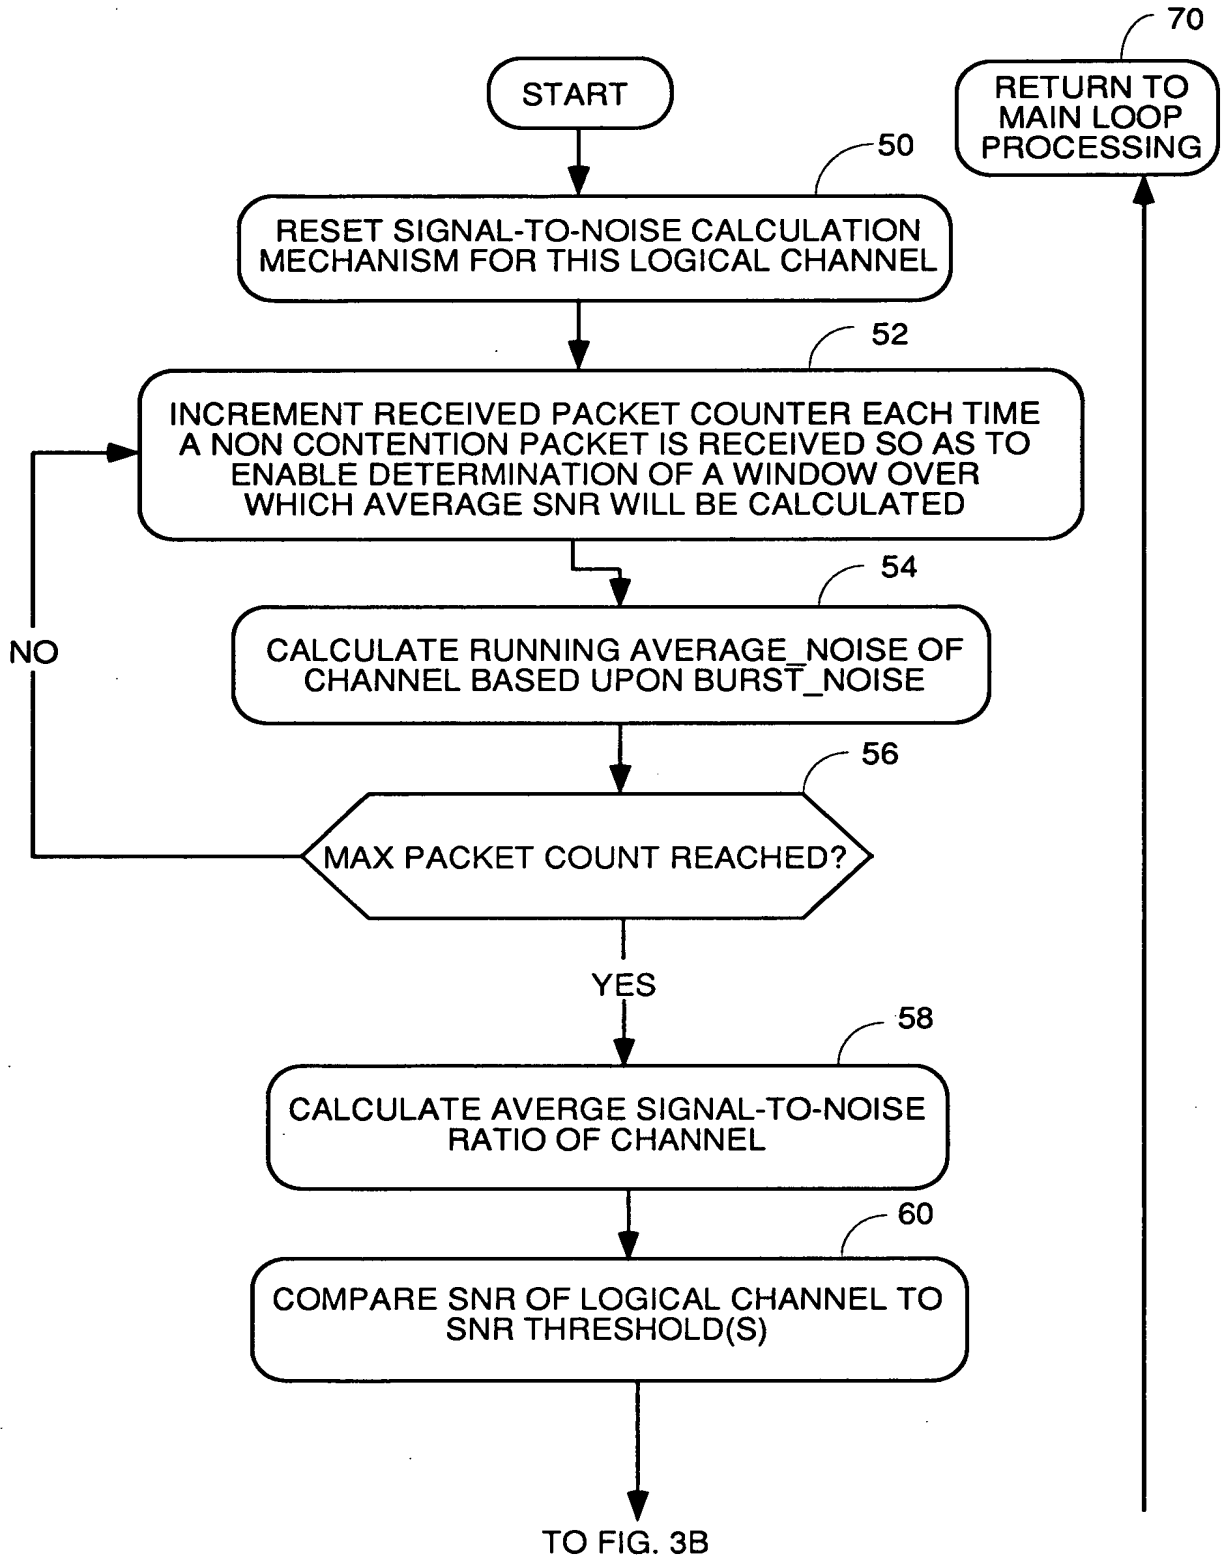 70
START
RETURN TO
MAIN LOOP
PROCESSING
50
RESET SIGNAL-TO-NOISE CALCULATION
MECHANISM FOR THIS LOGICAL CHANNEL
52
INCREMENT RECEIVED PACKET COUNTER EACH TIME
A NON CONTENTION PACKET IS RECEIVED SO AS TO
ENABLE DETERMINATION OF A WINDOW OVER
WHICH AVERAGE SNR WILL BE CALCULATED
54
CALCULATE RUNNING AVERAGE_NOISE OF
CHANNEL BASED UPON BURST_NOISE
NO
56
MAX PACKET COUNT REACHED?
YES
58
CALCULATE AVERGE SIGNAL-TO-NOISE
RATIO OF CHANNEL
60
COMPARE SNR OF LOGICAL CHANNEL TO
SNR THRESHOLD(S)
TO FIG. 3B